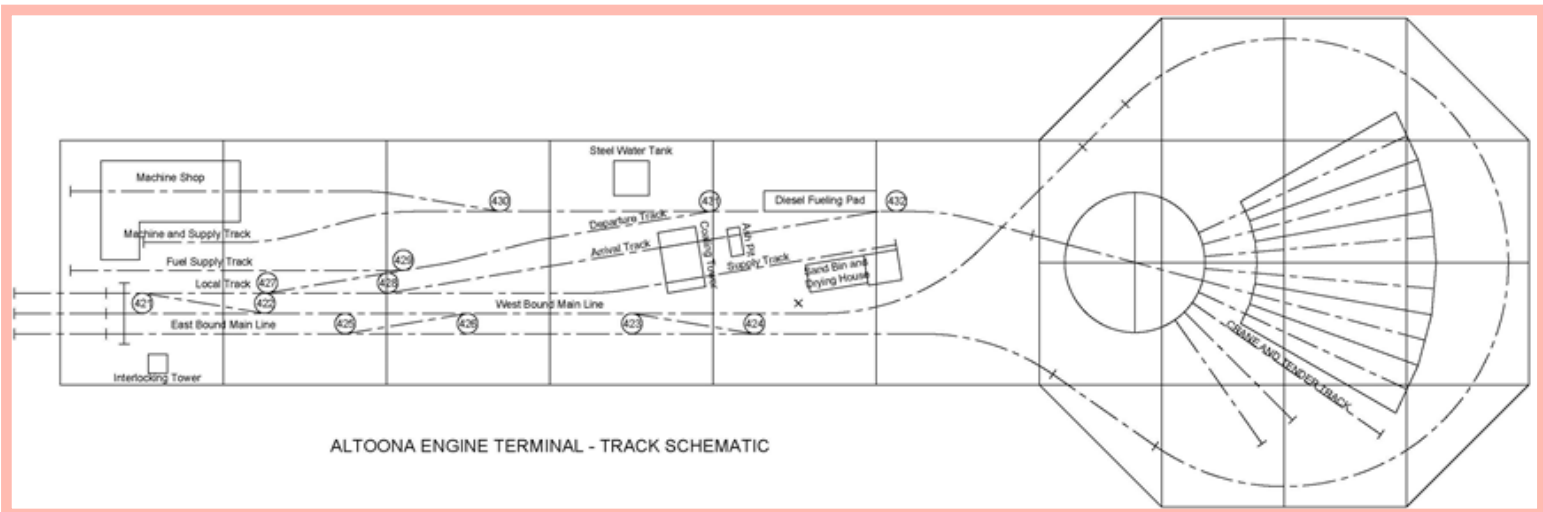 Steel Water Tank
Machine Shop
430
431
Diesel Fueling Pad
432
Departure Track
Machine and Supply Track
Arrival Track
Coaling Tower
Ash Pit
Fuel Supply Track
429
Supply Track
Sand Bin and
Drying House
Local Track
427
428
421
422
West Bound Main Line
East Bound Main Line
425
426
423
424
Interlocking Tower
CRANE AND TENDER TRACK
ALTOONA ENGINE TERMINAL - TRACK SCHEMATIC